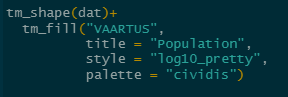 tm_shape(dat)+
  tm_fill("VAARTUS",
          title = "Population",
          style = "log10_pretty",
          palette = "cividis")